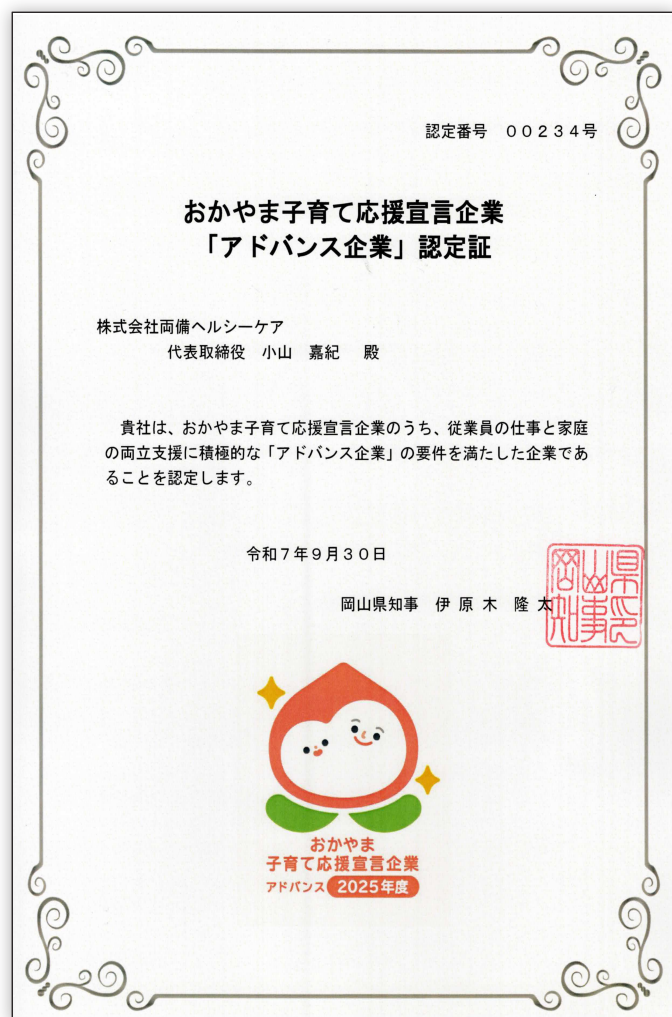 認定番号　００２３４号
おかやま子育て応援宣言企業
「アドバンス企業」認定証
株式会社両備ヘルシーケア
代表取締役　小山　嘉紀　殿
貴社は、おかやま子育て応援宣言企業のうち、従業員の仕事と家庭
の両立支援に積極的な「アドバンス企業」の要件を満たした企業であ
ることを認定します。
令和７年９月３０日
岡山県知事　伊原木　隆太
岡山県知事之印
おかやま
子育て応援宣言企業
アドバンス 2025年度